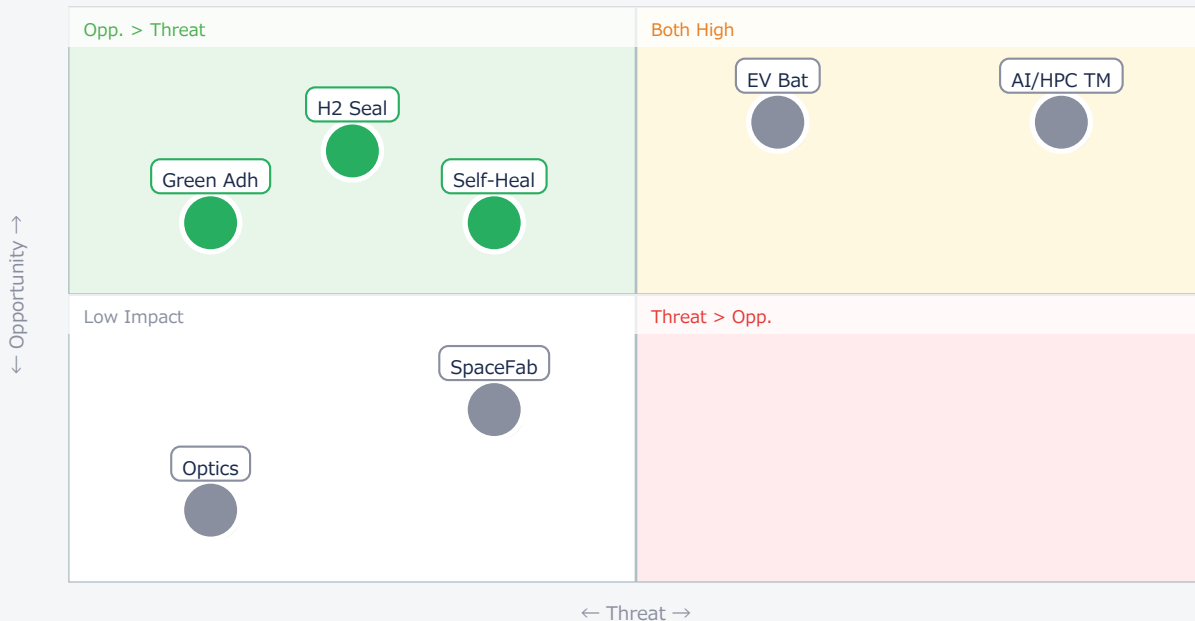 Opp. > Threat
Both High
EV Bat
AI/HPC TM
H2 Seal
Green Adh
Self-Heal
← Opportunity →
Low Impact
Threat > Opp.
SpaceFab
Optics
← Threat →